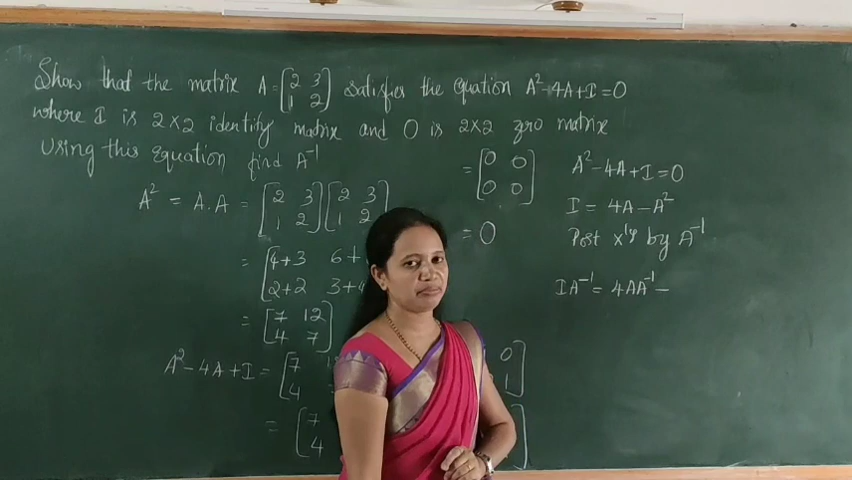 Show that the matrix A = [2 3 1 2] satisfies the equation A² - 4A + I = 0
where I is 2×2 identity matrix and O is 2×2 zero matrix
Using this equation find A⁻¹
A² = A.A = [2 3 1 2] [2 3 1 2]
= [4+3 6+ 2+2 3+4
= [7 12 4 7]
A² - 4A + I = [7 4 0 1]
= [7 4 ]
= [0 0 0 0]
= 0
A² - 4A + I = 0
I = 4A - A²
Post xˡʸ by A⁻¹
IA⁻¹ = 4AA⁻¹ -